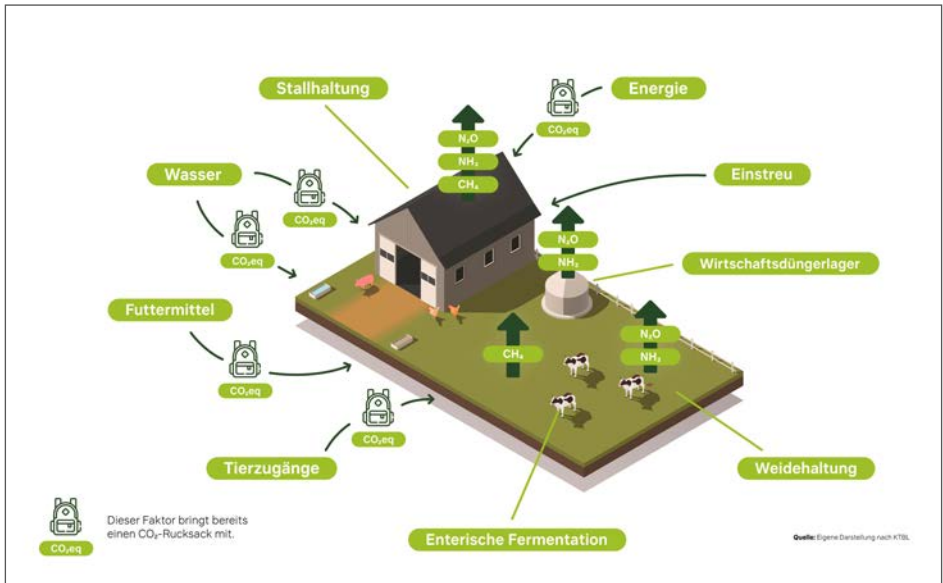 Stallhaltung
Energie
CO₂eq
N₂O
NH₃
CH₄
Wasser
CO₂eq
CO₂eq
Einstreu
N₂O
NH₃
Wirtschaftsdüngerlager
Futtermittel
CO₂eq
CH₄
N₂O
NH₃
CO₂eq
Tierzugänge
Weidehaltung
Enterische Fermentation
CO₂eq
Dieser Faktor bringt bereits
einen CO₂-Rucksack mit.
Quelle: Eigene Darstellung nach KTBL